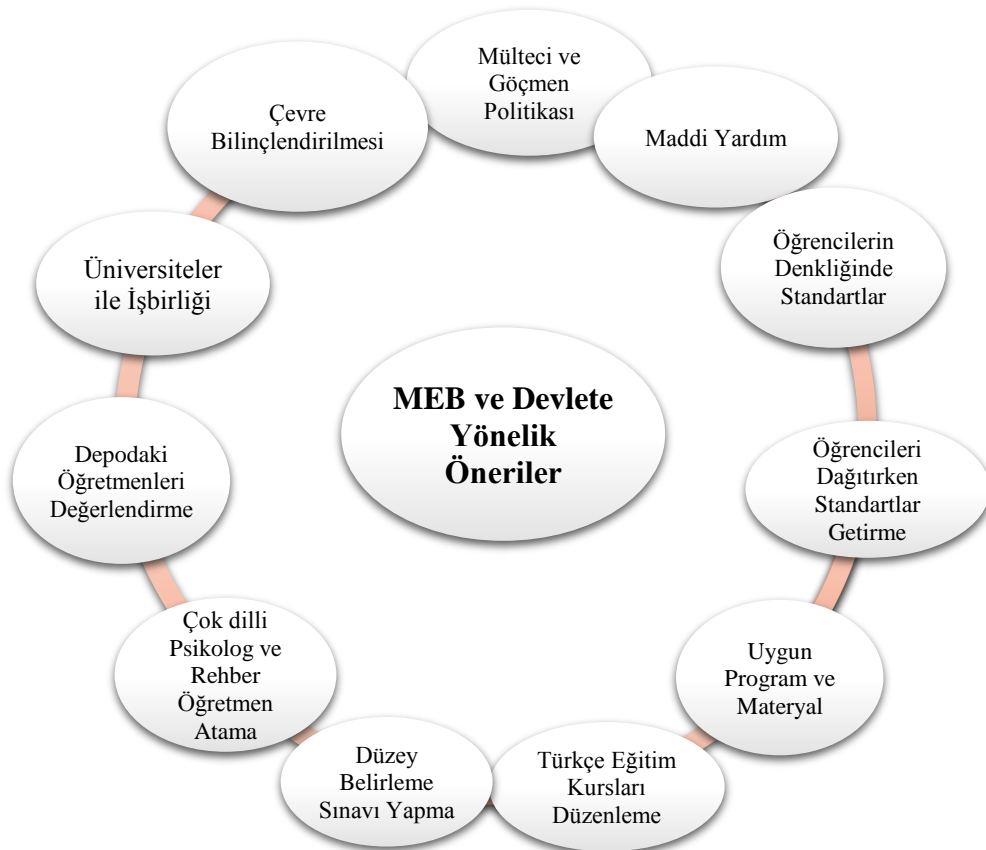 Mülteci ve
Göçmen
Politikası
Maddi Yardım
Öğrencilerin
Denkliğinde
Standartlar
Öğrencileri
Dağıtırken
Standartlar
Getirme
Uygun
Program ve
Materyal
Türkçe Eğitim
Kursları
Düzenleme
Düzey
Belirleme
Sınavı Yapma
Çok dilli
Psikolog ve
Rehber
Öğretmen
Atama
Depodaki
Öğretmenleri
Değerlendirme
Üniversiteler
ile İşbirliği
Çevre
Bilinçlendirilmesi
MEB ve Devlete
Yönelik
Öneriler